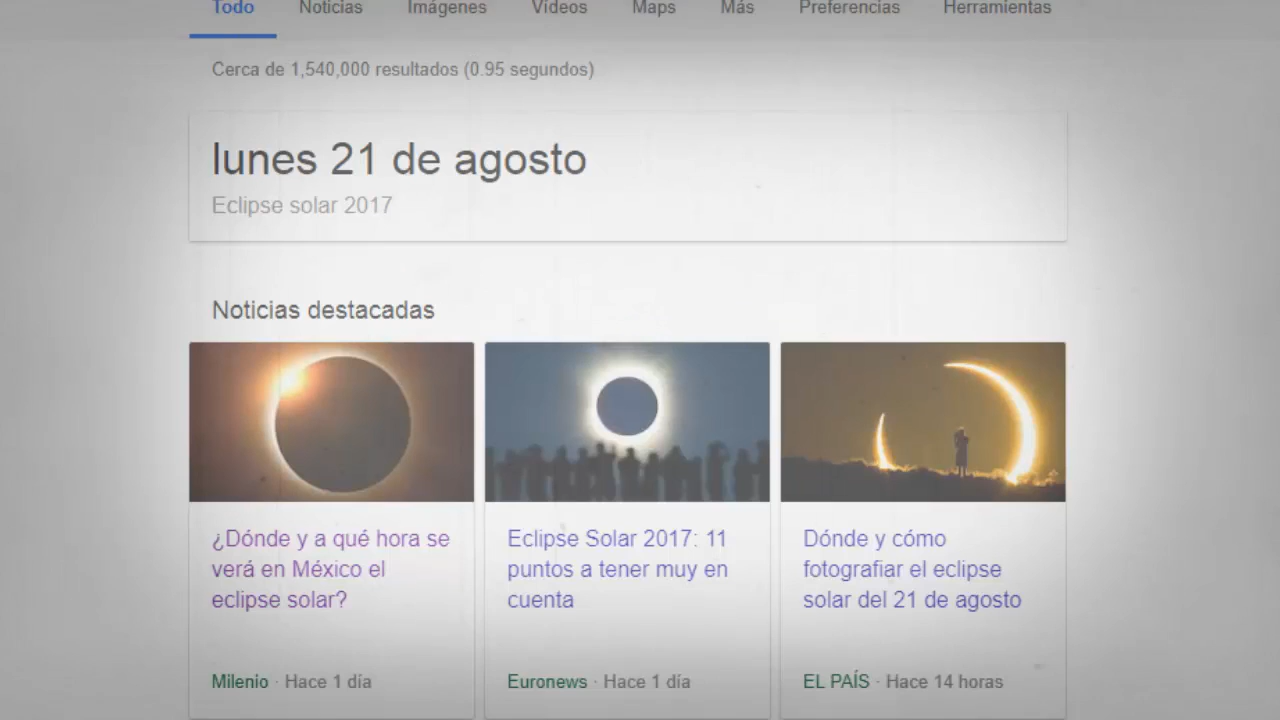 Todo Noticias Imágenes Vídeos Maps Más Preferencias Herramientas
Cerca de 1,540,000 resultados (0.95 segundos)
lunes 21 de agosto
Eclipse solar 2017
Noticias destacadas
¿Dónde y a qué hora se
verá en México el
eclipse solar?
Milenio · Hace 1 día
Eclipse Solar 2017: 11
puntos a tener muy en
cuenta
Euronews · Hace 1 día
Dónde y cómo
fotografiar el eclipse
solar del 21 de agosto
EL PAÍS · Hace 14 horas